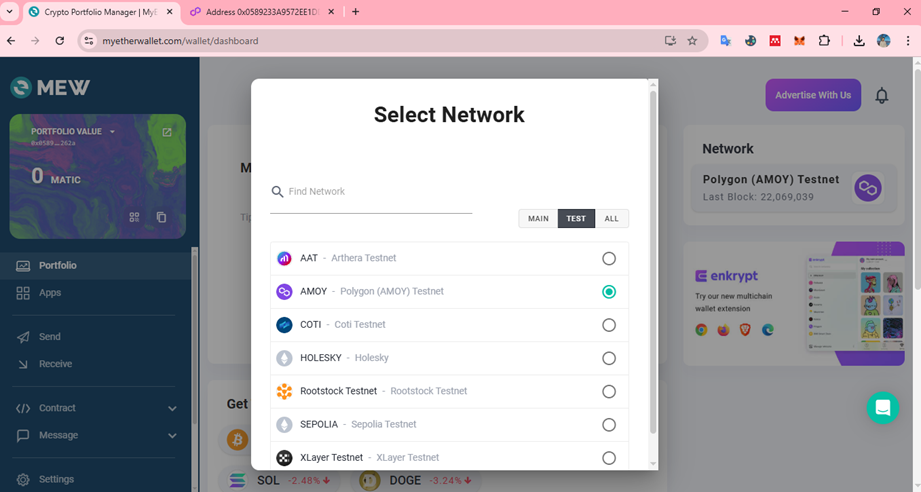 Crypto Portfolio Manager | MyE
Address 0x0589233A9572EE1D
myetherwallet.com/wallet/dashboard
MEW
PORTFOLIO VALUE
0x0589...262a
0 MATIC
Portfolio
Apps
Send
Receive
Contract
Message
Settings
Select Network
Find Network
MAIN TEST ALL
AAT - Arthera Testnet
AMOY - Polygon (AMOY) Testnet
COTI - Coti Testnet
HOLESKY - Holesky
Rootstock Testnet - Rootstock Testnet
SEPOLIA - Sepolia Testnet
XLayer Testnet - XLayer Testnet
M
Tip
Get
SOL -2.48%
DOGE -3.24%
Advertise With Us
Network
Polygon (AMOY) Testnet
Last Block: 22,069,039
enkrypt
Try our new multichain
wallet extension